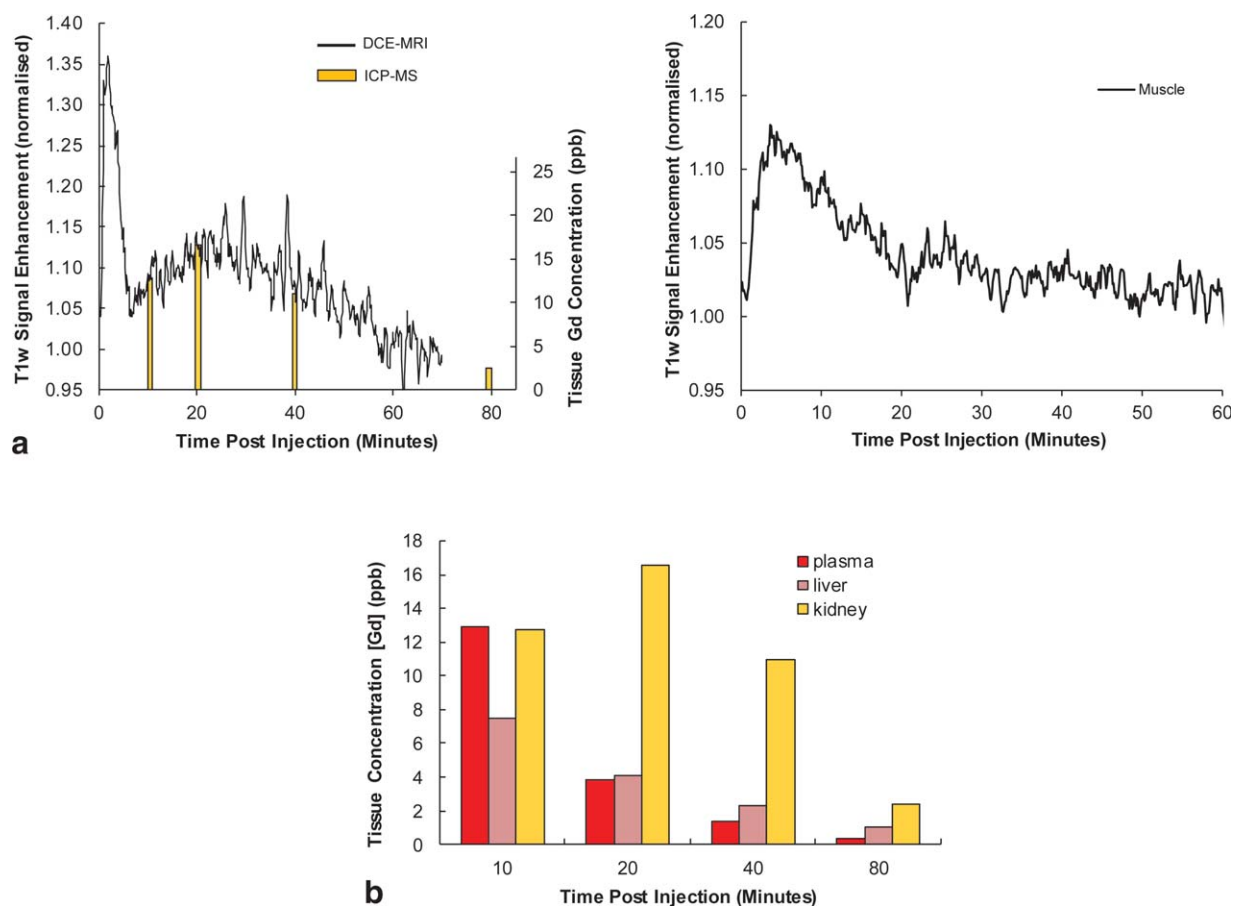 1.40
1.35
1.30
1.25
1.20
1.15
1.10
1.05
1.00
0.95
T1w Signal Enhancement (normalised)
DCE-MRI
ICP-MS
25
20
15
10
5
0
Tissue Gd Concentration (ppb)
0 20 40 60 80
Time Post Injection (Minutes)
a
1.20
1.15
1.10
1.05
1.00
0.95
T1w Signal Enhancement (normalised)
Muscle
0 10 20 30 40 50 60
Time Post Injection (Minutes)
18
16
14
12
10
8
6
4
2
0
Tissue Concentration [Gd] (ppb)
plasma
liver
kidney
10 20 40 80
Time Post Injection (Minutes)
b